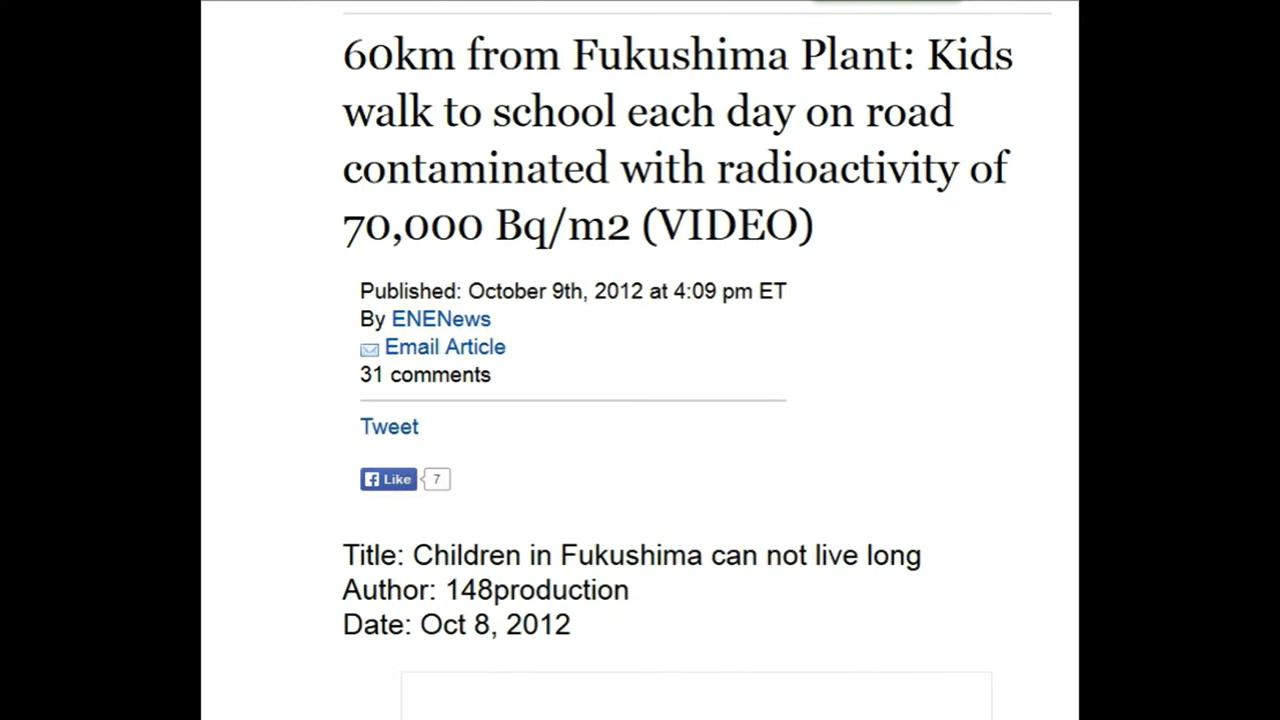 60km from Fukushima Plant: Kids
walk to school each day on road
contaminated with radioactivity of
70,000 Bq/m2 (VIDEO)
Published: October 9th, 2012 at 4:09 pm ET
By ENENews
Email Article
31 comments
Tweet
Like 7
Title: Children in Fukushima can not live long
Author: 148production
Date: Oct 8, 2012